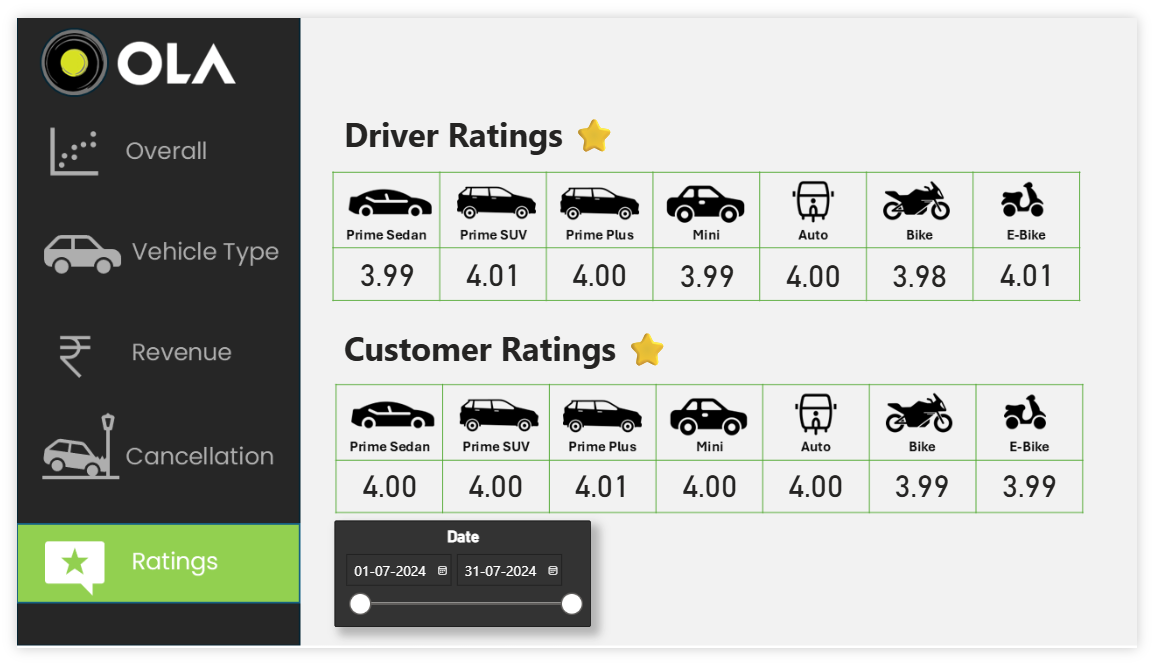 OLA
Overall
Vehicle Type
Revenue
Cancellation
Ratings
Driver Ratings
Prime Sedan Prime SUV Prime Plus Mini Auto Bike E-Bike
3.99 4.01 4.00 3.99 4.00 3.98 4.01
Customer Ratings
Prime Sedan Prime SUV Prime Plus Mini Auto Bike E-Bike
4.00 4.00 4.01 4.00 4.00 3.99 3.99
Date
01-07-2024 31-07-2024